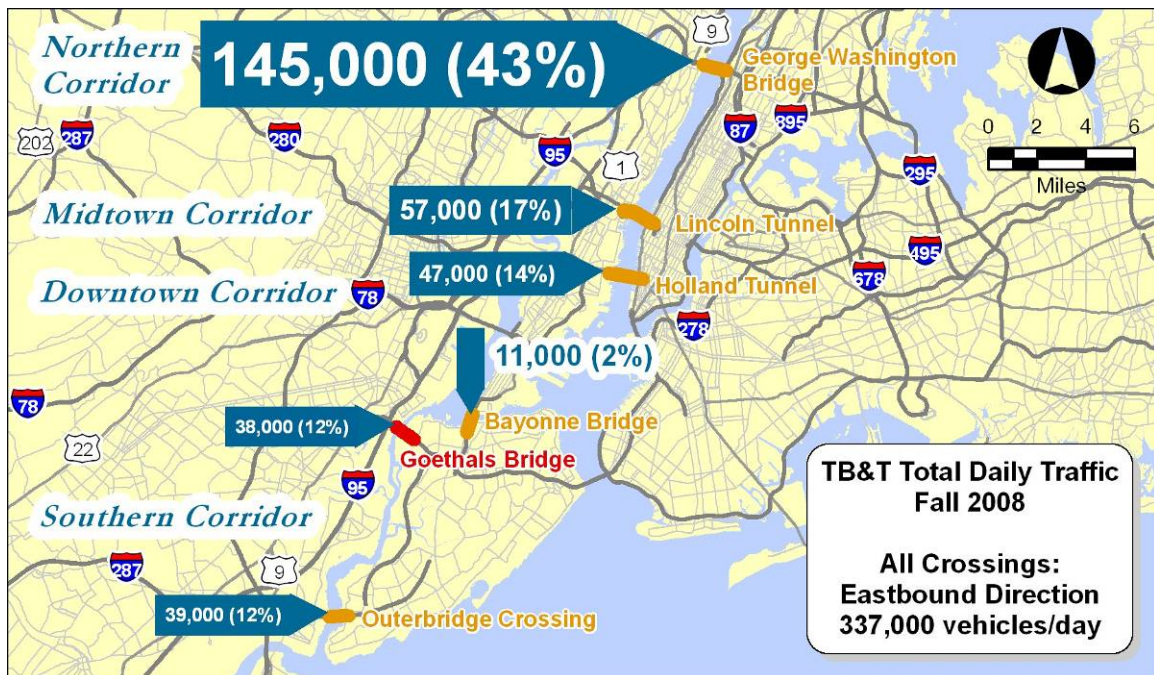 Northern
Corridor
145,000 (43%)
9
George Washington
Bridge
202
287
280
95
1
87
895
295
0 2 4 6
Miles
Midtown Corridor
57,000 (17%)
Lincoln Tunnel
495
678
Downtown Corridor
78
47,000 (14%)
Holland Tunnel
278
11,000 (2%)
78
22
38,000 (12%)
Bayonne Bridge
Goethals Bridge
95
Southern Corridor
287
9
39,000 (12%)
Outerbridge Crossing
TB&T Total Daily Traffic
Fall 2008
All Crossings:
Eastbound Direction
337,000 vehicles/day